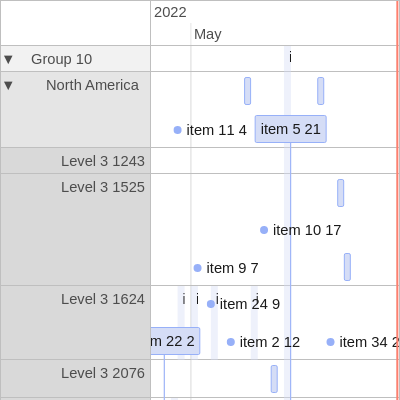 2022
May
▼ Group 10
i
▼ North America
item 11 4
item 5 21
Level 3 1243
Level 3 1525
item 10 17
item 9 7
Level 3 1624
i i i item 24 9 i
m 22 2
item 2 12
item 34 2
Level 3 2076